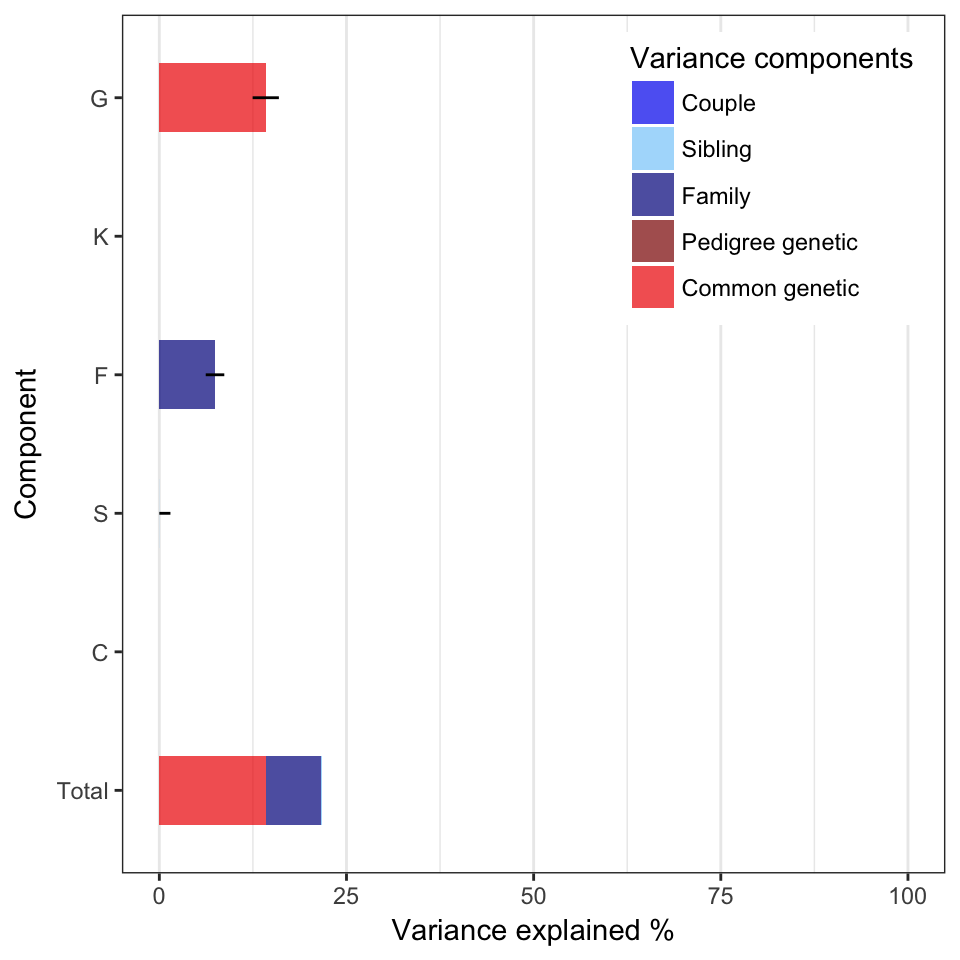 Variance components
Couple
Sibling
Family
Pedigree genetic
Common genetic
G
K
F
S
C
Total
Component
0 25 50 75 100
Variance explained %